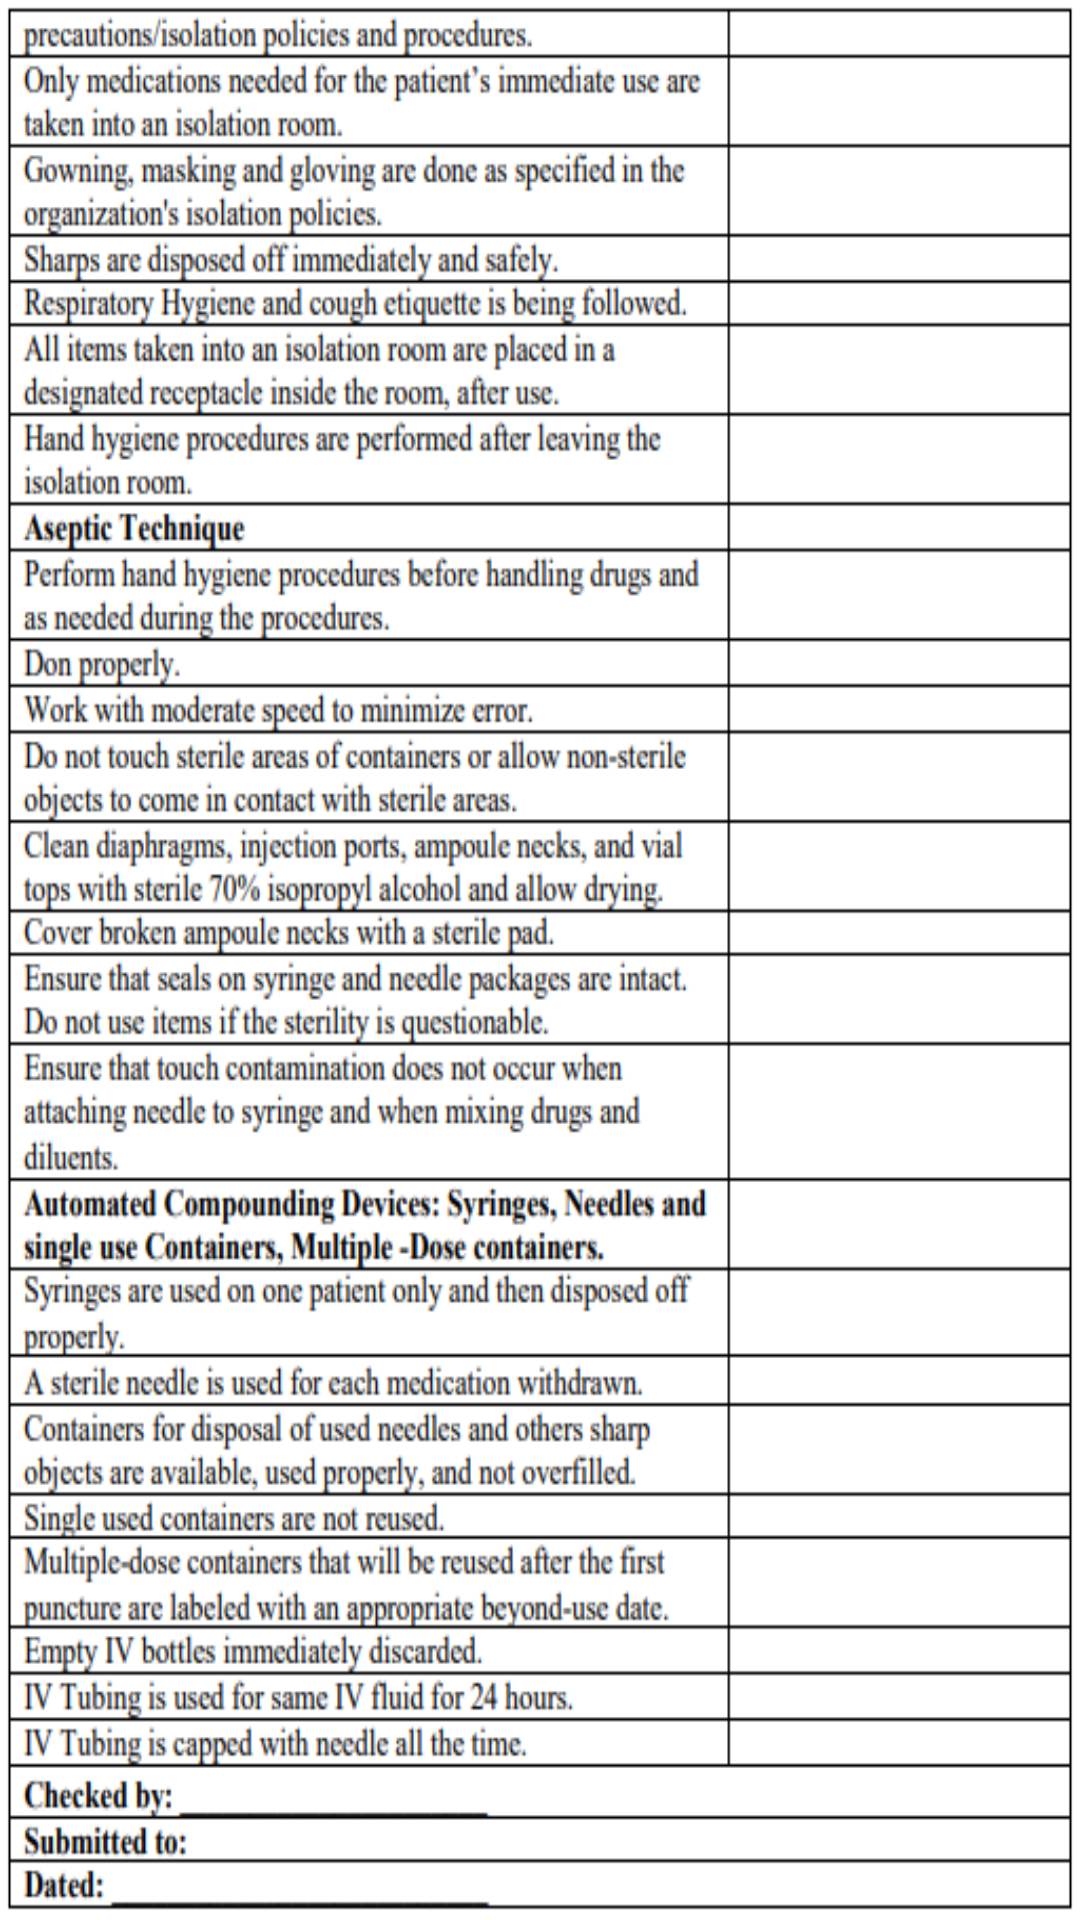 precautions/isolation policies and procedures.
Only medications needed for the patient’s immediate use are
taken into an isolation room.
Gowning, masking and gloving are done as specified in the
organization's isolation policies.
Sharps are disposed off immediately and safely.
Respiratory Hygiene and cough etiquette is being followed.
All items taken into an isolation room are placed in a
designated receptacle inside the room, after use.
Hand hygiene procedures are performed after leaving the
isolation room.
Aseptic Technique
Perform hand hygiene procedures before handling drugs and
as needed during the procedures.
Don properly.
Work with moderate speed to minimize error.
Do not touch sterile areas of containers or allow non-sterile
objects to come in contact with sterile areas.
Clean diaphragms, injection ports, ampoule necks, and vial
tops with sterile 70% isopropyl alcohol and allow drying.
Cover broken ampoule necks with a sterile pad.
Ensure that seals on syringe and needle packages are intact.
Do not use items if the sterility is questionable.
Ensure that touch contamination does not occur when
attaching needle to syringe and when mixing drugs and
diluents.
Automated Compounding Devices: Syringes, Needles and
single use Containers, Multiple -Dose containers.
Syringes are used on one patient only and then disposed off
properly.
A sterile needle is used for each medication withdrawn.
Containers for disposal of used needles and others sharp
objects are available, used properly, and not overfilled.
Single used containers are not reused.
Multiple-dose containers that will be reused after the first
puncture are labeled with an appropriate beyond-use date.
Empty IV bottles immediately discarded.
IV Tubing is used for same IV fluid for 24 hours.
IV Tubing is capped with needle all the time.
Checked by: ____________________
Submitted to:
Dated: ________________________